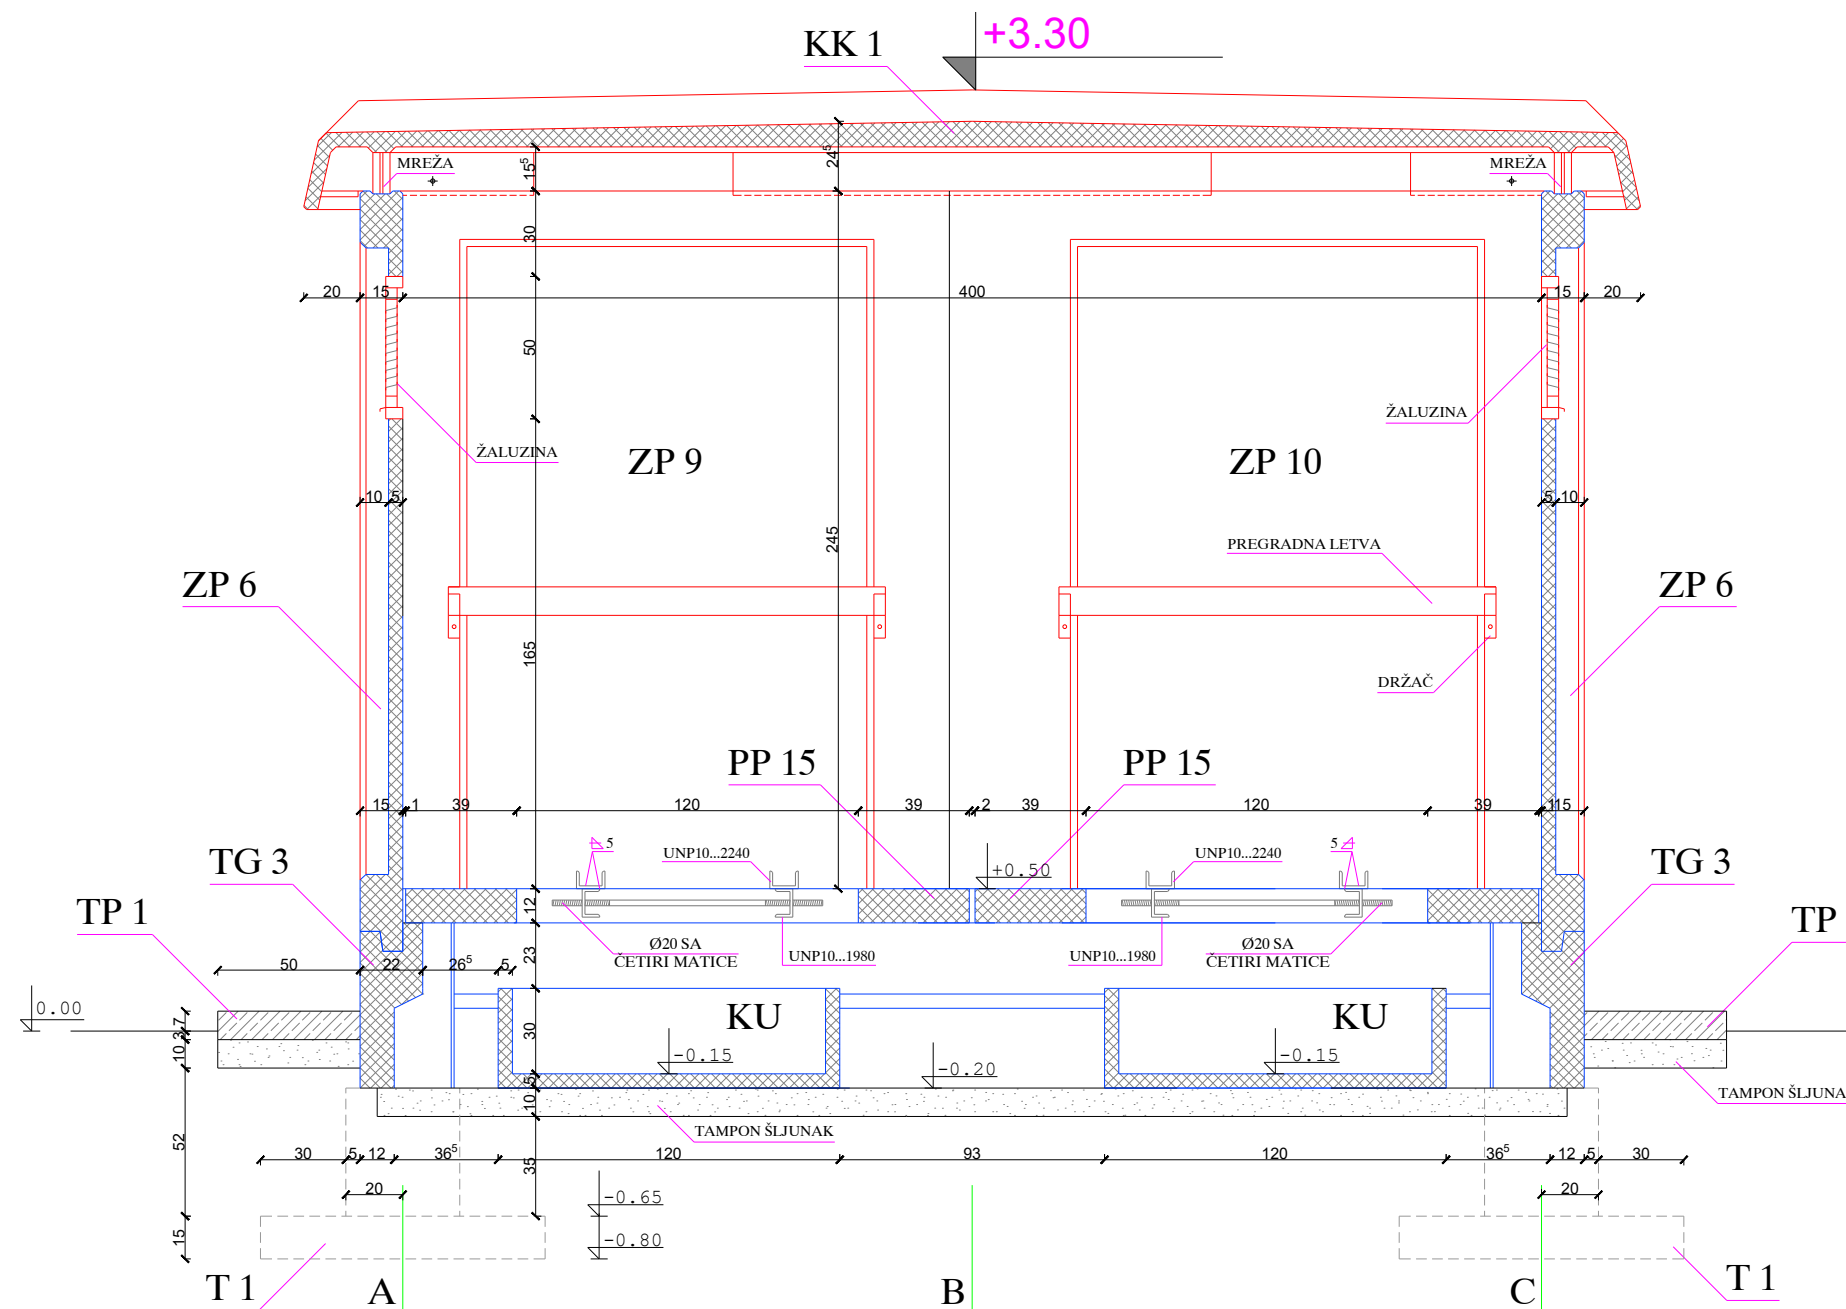 +3.30
KK 1
MREŽA
MREŽA
15⁵
24⁵
30
20
15
400
15
20
50
ŽALUZINA
ŽALUZINA
ZP 9
ZP 10
10
5
5
10
245
PREGRADNA LETVA
ZP 6
ZP 6
165
DRŽAČ
PP 15
PP 15
15
1
39
120
39
2
39
120
39
115
TG 3
TG 3
5
UNP10...2240
UNP10...2240
5
+0.50
TP 1
TP
12
Ø20 SA
ČETIRI MATICE
UNP10...1980
UNP10...1980
Ø20 SA
ČETIRI MATICE
23
50
22
26⁵
5
0.00
7
3
10
KU
KU
30
-0.15
-0.20
-0.15
5
10
TAMPON ŠLJUNAK
TAMPON ŠLJUNA
52
35
30
5
12
36⁵
120
93
120
36⁵
12
5
30
20
20
-0.65
15
-0.80
T 1
A
B
C
T 1